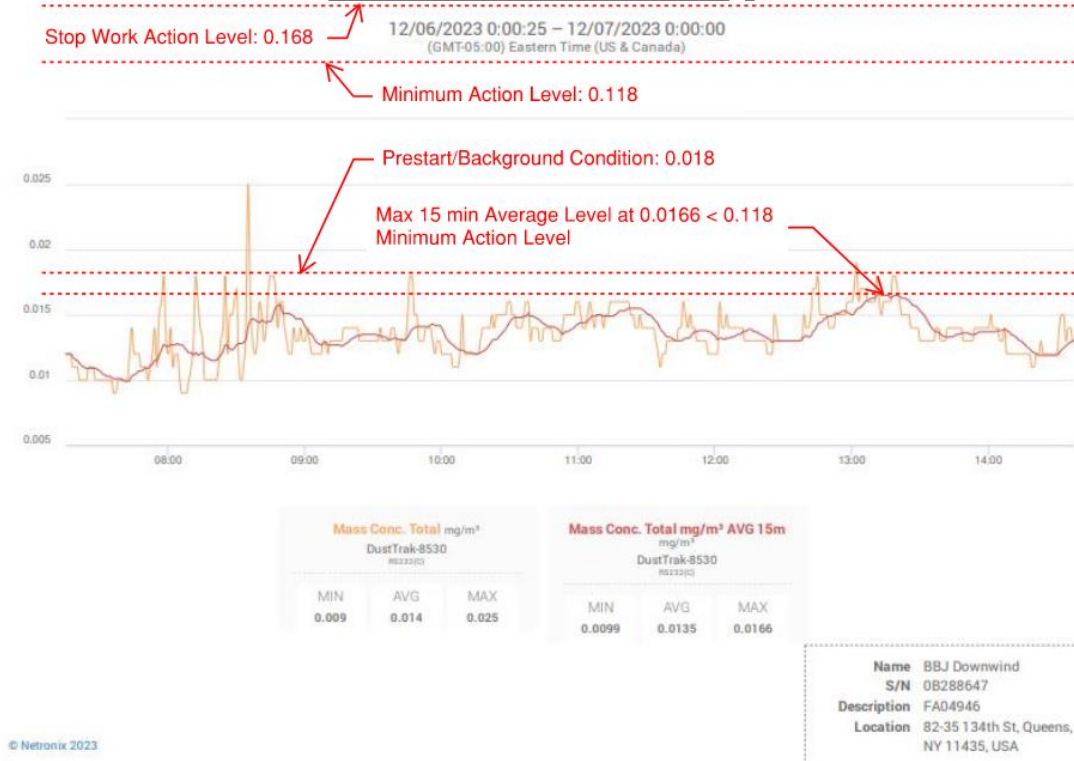 Stop Work Action Level: 0.168
12/06/2023 0:00:25 – 12/07/2023 0:00:00
(GMT-05:00) Eastern Time (US & Canada)
Minimum Action Level: 0.118
Prestart/Background Condition: 0.018
Max 15 min Average Level at 0.0166 < 0.118
Minimum Action Level
0.025
0.02
0.015
0.01
0.005
08:00 09:00 10:00 11:00 12:00 13:00 14:00
Mass Conc. Total mg/m³
DustTrak-8530
RS232(C)
MIN AVG MAX
0.009 0.014 0.025
Mass Conc. Total mg/m³ AVG 15m
mg/m³
DustTrak-8530
RS232(C)
MIN AVG MAX
0.0099 0.0135 0.0166
Name BBJ Downwind
S/N 0B288647
Description FA04946
Location 82-35 134th St, Queens,
NY 11435, USA
© Netronix 2023